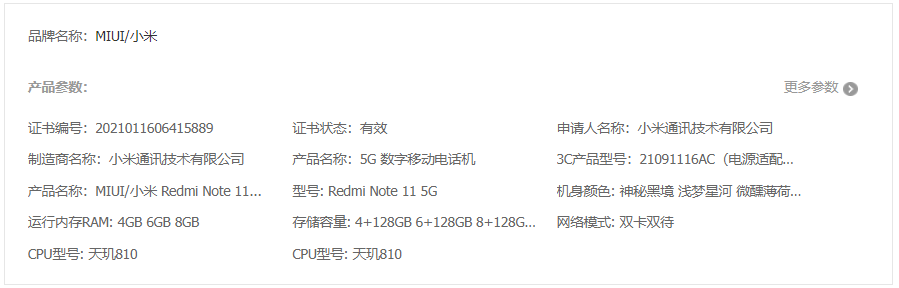 品牌名称：MIUI/小米
产品参数：
更多参数
证书编号：2021011606415889 证书状态：有效 申请人名称：小米通讯技术有限公司
制造商名称：小米通讯技术有限公司 产品名称：5G 数字移动电话机 3C产品型号：21091116AC（电源适配...
产品名称：MIUI/小米 Redmi Note 11... 型号: Redmi Note 11 5G 机身颜色: 神秘黑境 浅梦星河 微醺薄荷...
运行内存RAM: 4GB 6GB 8GB 存储容量: 4+128GB 6+128GB 8+128G... 网络模式: 双卡双待
CPU型号: 天玑810 CPU型号: 天玑810